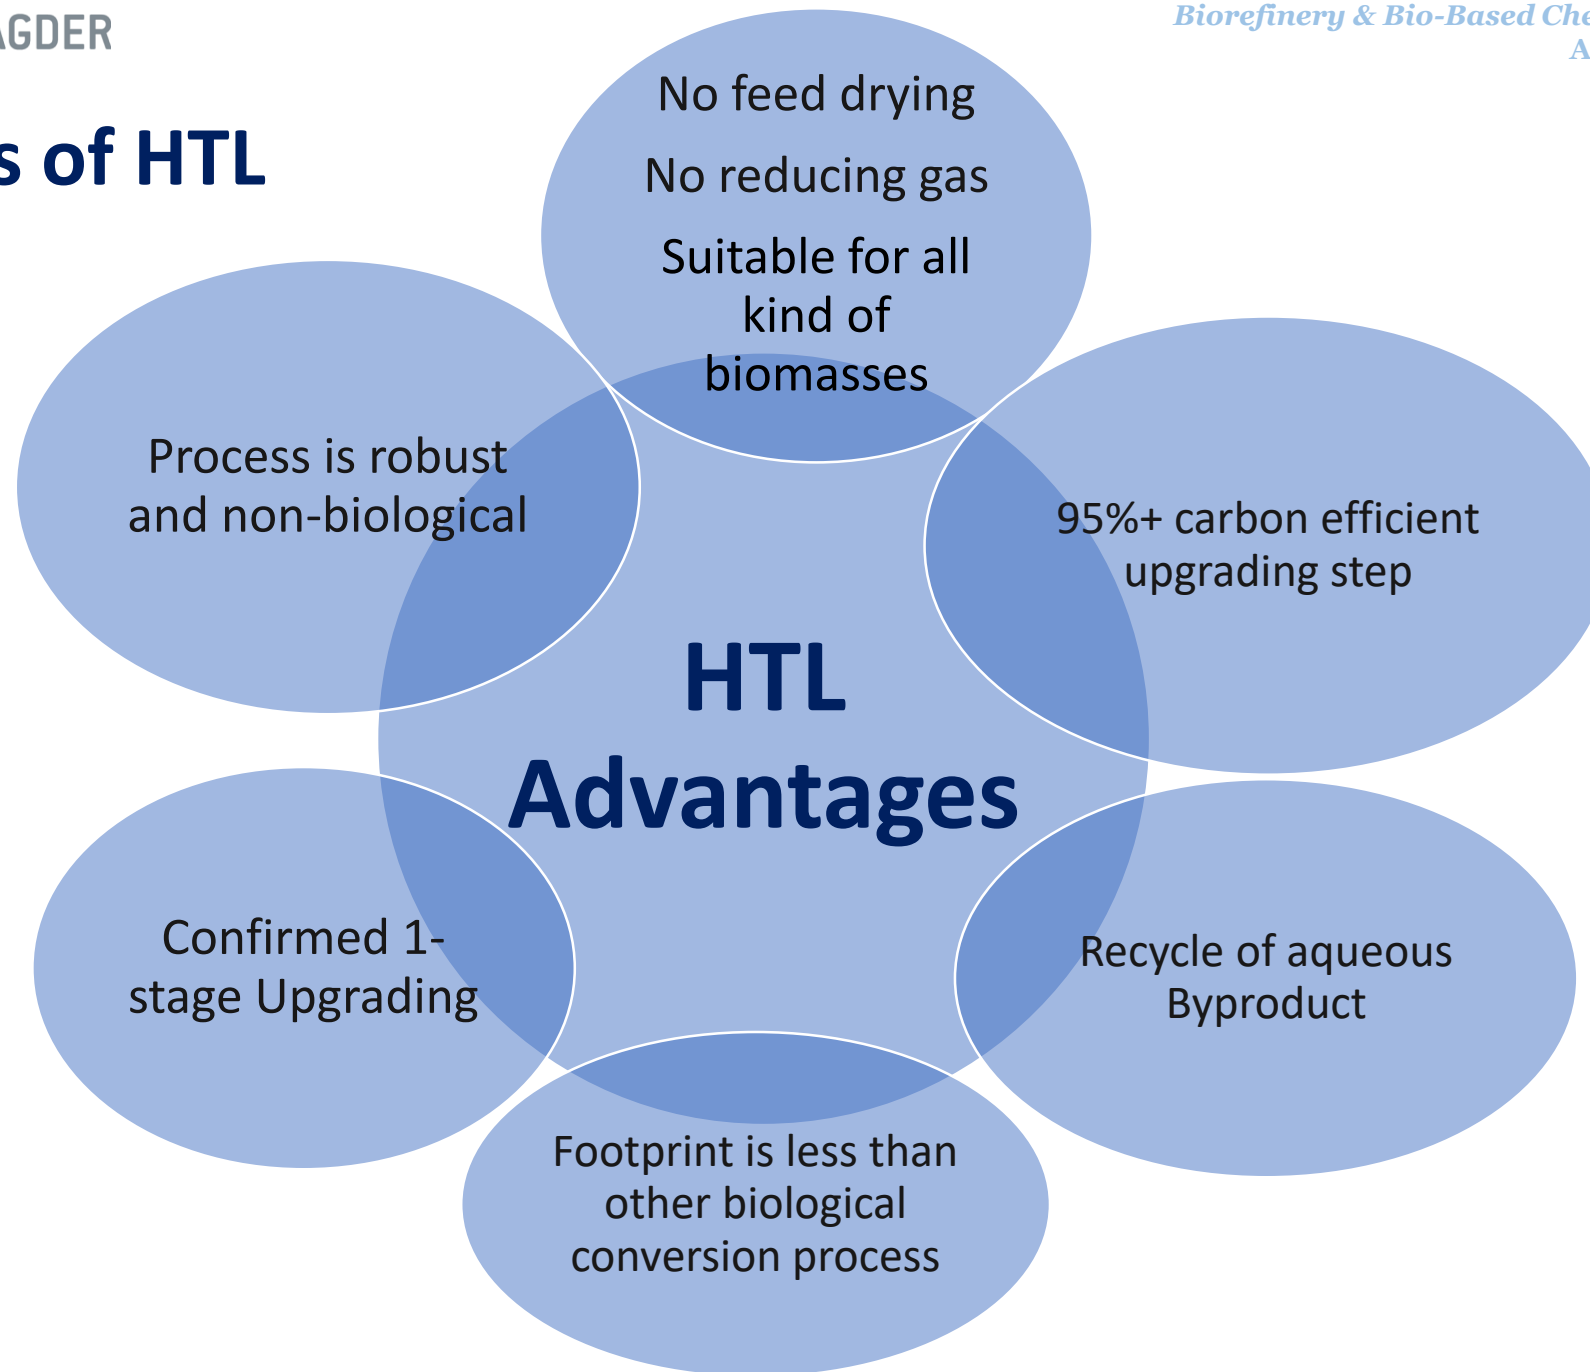 AGDER
Biorefinery & Bio-Based Che
A
s of HTL
No feed drying
No reducing gas
Suitable for all
kind of
biomasses
Process is robust
and non-biological
95%+ carbon efficient
upgrading step
HTL
Advantages
Confirmed 1-
stage Upgrading
Recycle of aqueous
Byproduct
Footprint is less than
other biological
conversion process